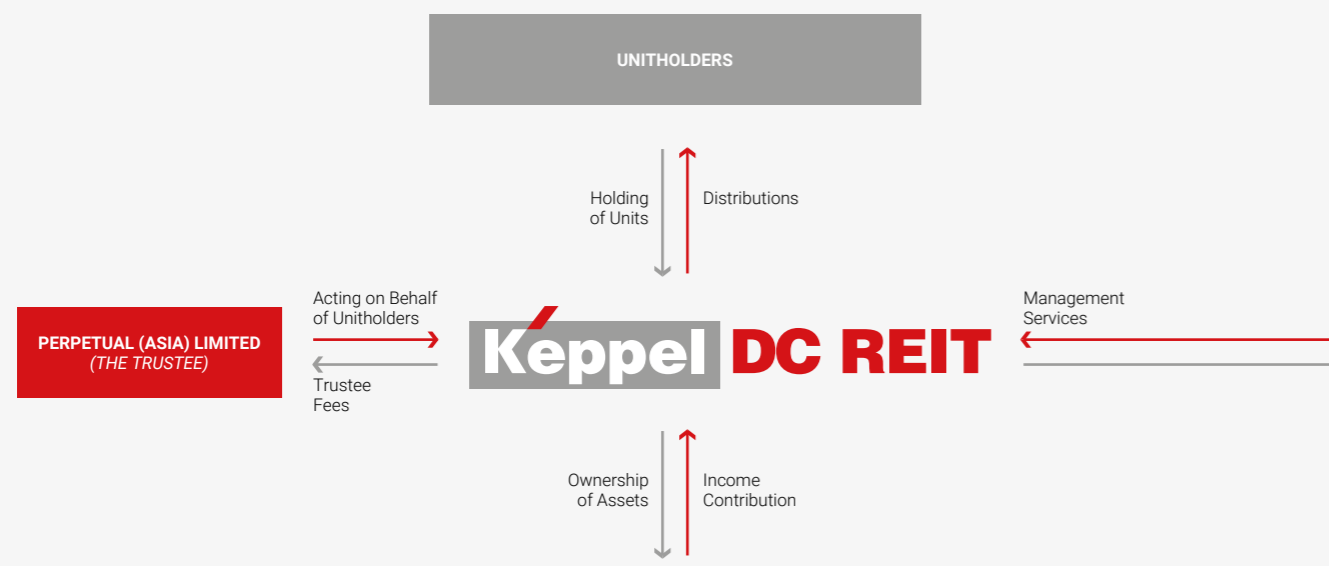 UNITHOLDERS
Holding
of Units
Distributions
Acting on Behalf
of Unitholders
PERPETUAL (ASIA) LIMITED
(THE TRUSTEE)
Trustee
Fees
Keppel DC REIT
Management
Services
Ownership
of Assets
Income
Contribution